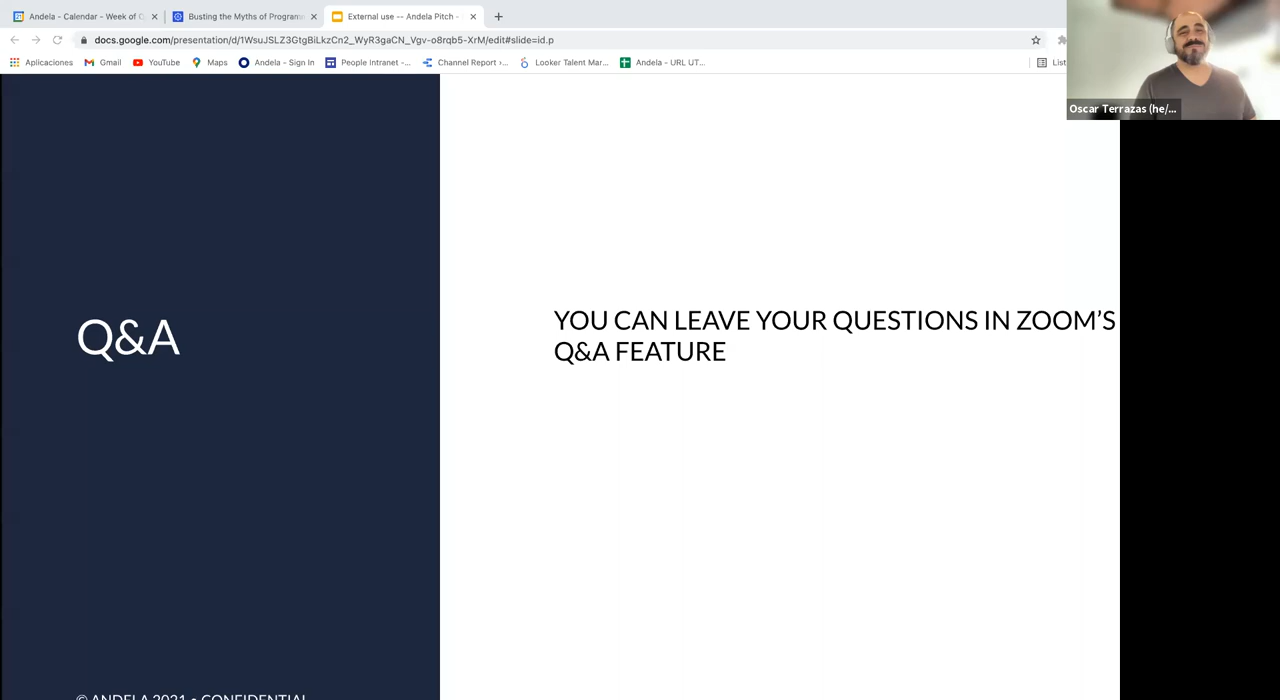 Andela - Calendar - Week of
Busting the Myths of Program
External use -- Andela Pitch -
docs.google.com/presentation/d/1WsuJSLZ3GtgBiLkzCn2_WyR3gaCN_Vgv-o8rqb5-XrM/edit#slide=id.p
Aplicaciones
Gmail
YouTube
Maps
Andela - Sign In
People Intranet -...
Channel Report ›...
Looker Talent Mar...
Andela - URL UT...
List
Oscar Terrazas (he/...
Q&A
YOU CAN LEAVE YOUR QUESTIONS IN ZOOM’S
Q&A FEATURE
© ANDELA 2021 • CONFIDENTIAL